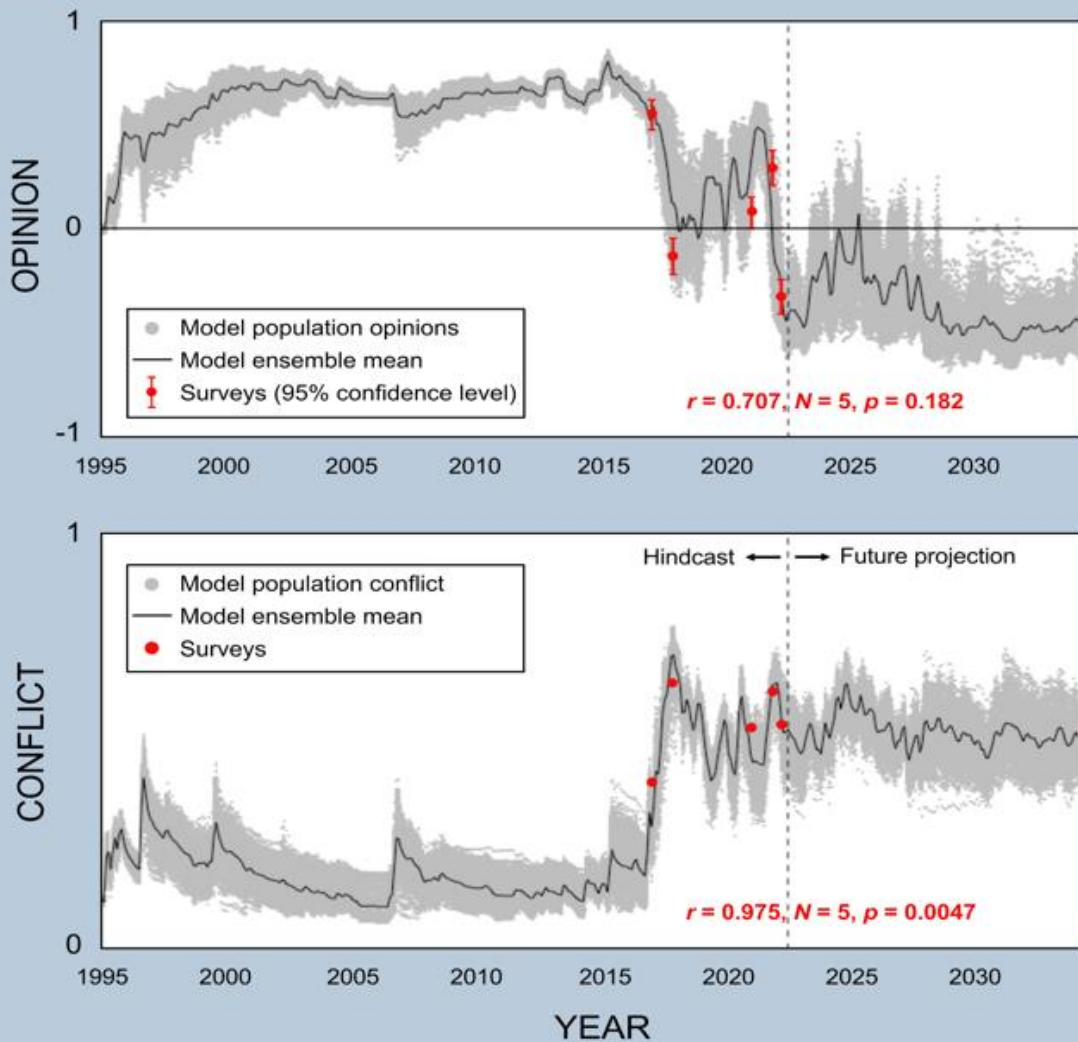 1
OPINION
0
-1
Model population opinions
Model ensemble mean
Surveys (95% confidence level)
r = 0.707, N = 5, p = 0.182
1995 2000 2005 2010 2015 2020 2025 2030
1
CONFLICT
0
Model population conflict
Model ensemble mean
Surveys
Hindcast Future projection
r = 0.975, N = 5, p = 0.0047
1995 2000 2005 2010 2015 2020 2025 2030
YEAR